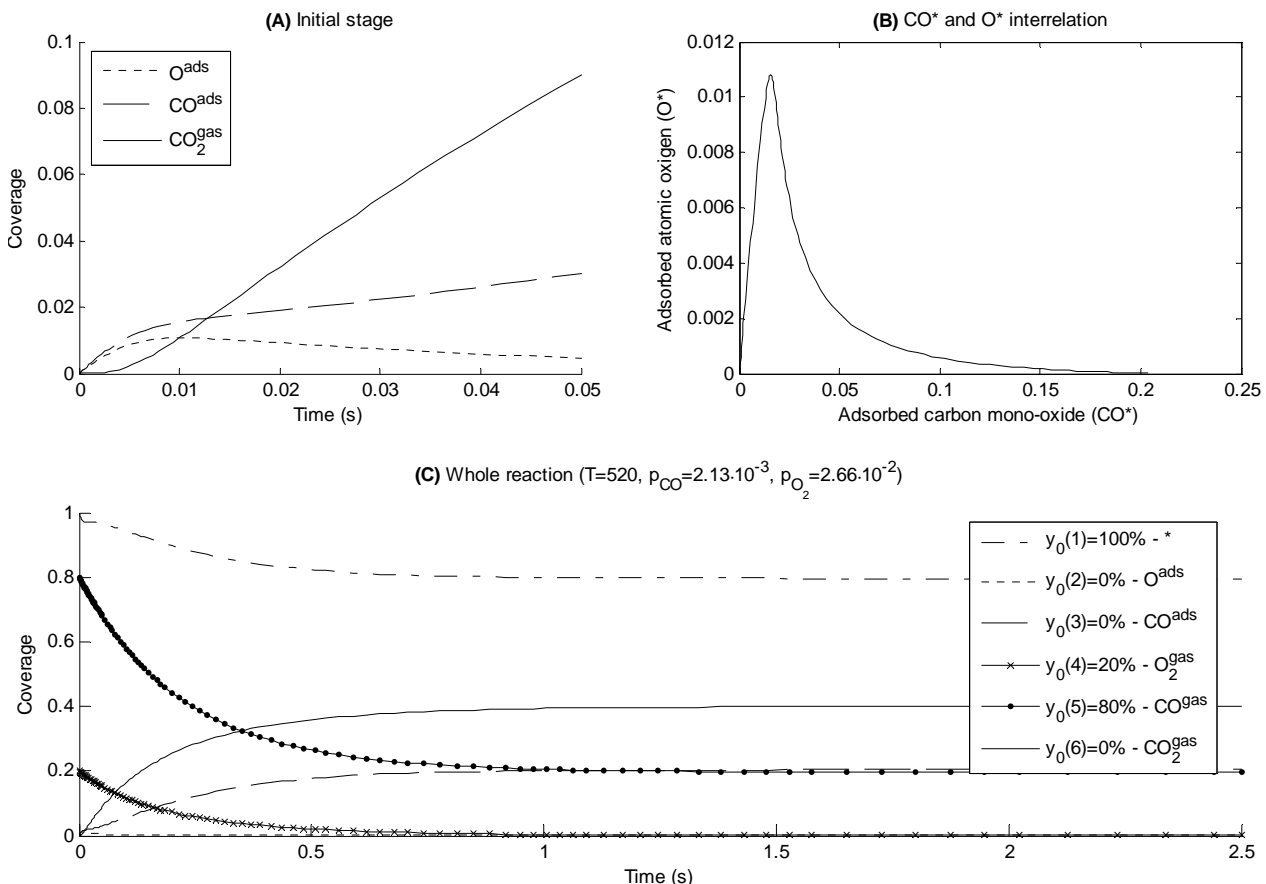 (A) Initial stage
0.1
0.08
0.06
0.04
0.02
0
Coverage
O^ads
CO^ads
CO_2^gas
0 0.01 0.02 0.03 0.04 0.05
Time (s)
(B) CO* and O* interrelation
0.012
0.01
0.008
0.006
0.004
0.002
0
Adsorbed atomic oxigen (O*)
0 0.05 0.1 0.15 0.2 0.25
Adsorbed carbon mono-oxide (CO*)
(C) Whole reaction (T=520, p_CO=2.13·10^-3, p_O_2=2.66·10^-2)
1
0.8
0.6
0.4
0.2
0
Coverage
y_0(1)=100% - *
y_0(2)=0% - O^ads
y_0(3)=0% - CO^ads
y_0(4)=20% - O_2^gas
y_0(5)=80% - CO^gas
y_0(6)=0% - CO_2^gas
0 0.5 1 1.5 2 2.5
Time (s)